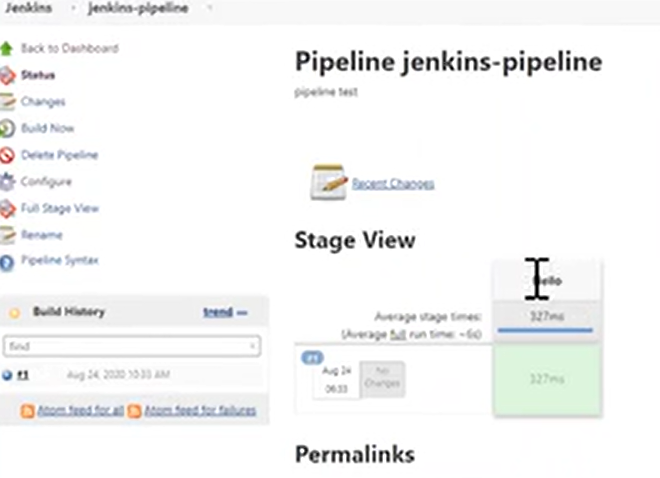 Jenkins jenkins-pipeline
Back to Dashboard
Status
Changes
Build Now
Delete Pipeline
Configure
Full Stage View
Rename
Pipeline Syntax
Build History trend
find x
#1 Aug 24, 2020 10:33 AM
Atom feed for all Atom feed for failures
Pipeline jenkins-pipeline
pipeline test
Recent Changes
Stage View
Hello
Average stage times: 327ms
(Average full run time: ~6s)
#1
Aug 24 No
06:33 Changes
327ms
Permalinks